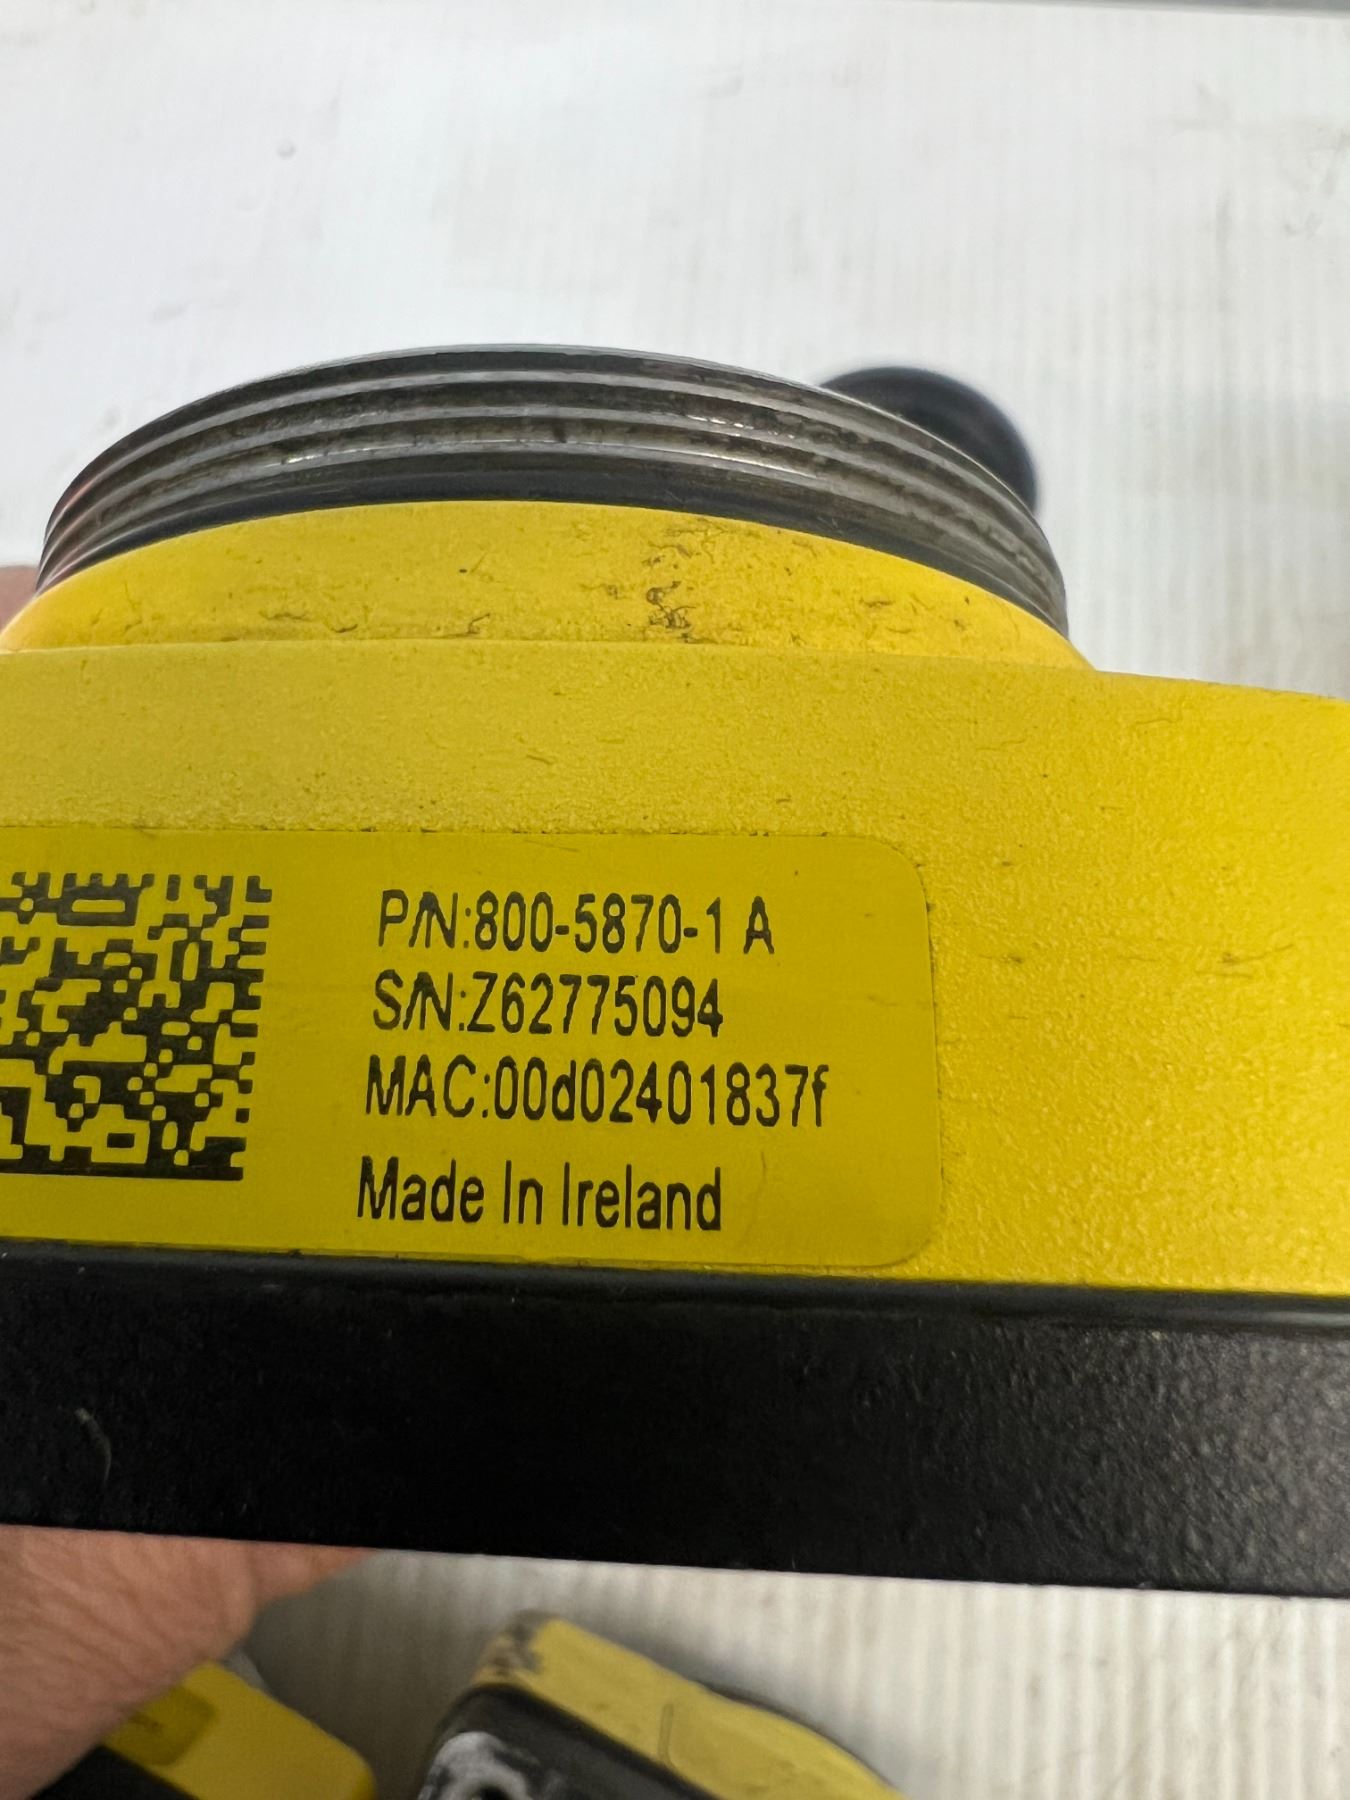 P/N:800-5870-1 A
S/N:Z62775094
MAC:00d02401837f
Made In Ireland